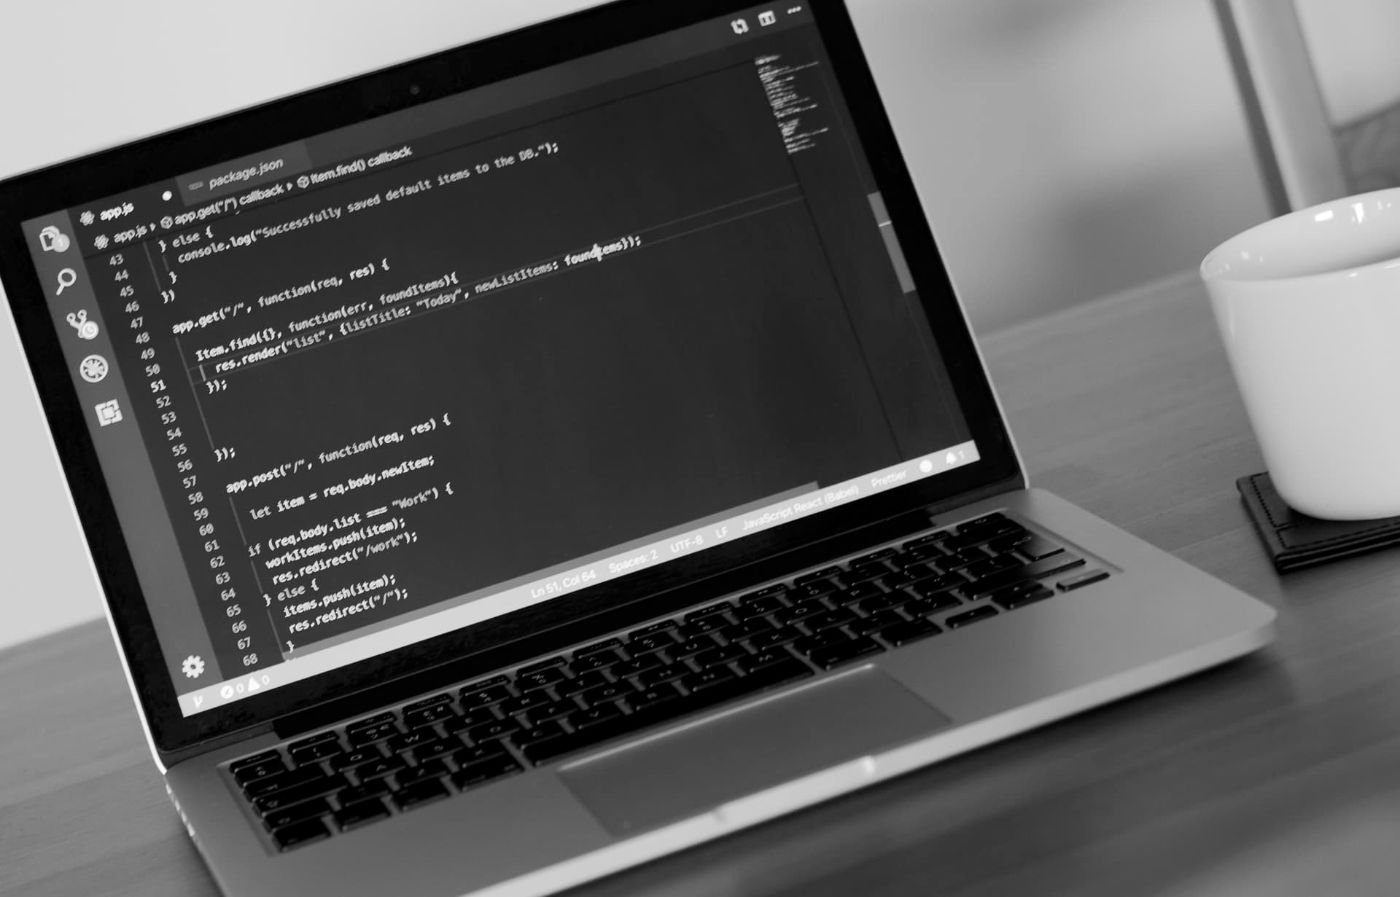 package.json
app.js
app.js › app.get("/") callback › Item.find() callback
43 } else {
44 console.log("Successfully saved default items to the DB.");
45 }
46 })
47
48 app.get("/", function(req, res) {
49
50 Item.find({}, function(err, foundItems){
51 res.render("list", {listTitle: "Today", newListItems: foundItems});
52 });
53
54
55
56 });
57
58 app.post("/", function(req, res) {
59
60 let item = req.body.newItem;
61
62 if (req.body.list === "Work") {
63 workItems.push(item);
64 res.redirect("/work");
65 } else {
66 items.push(item);
67 res.redirect("/");
68 }
0 0 Ln 51, Col 64 Spaces: 2 UTF-8 LF JavaScript React (Babel) Prettier 1